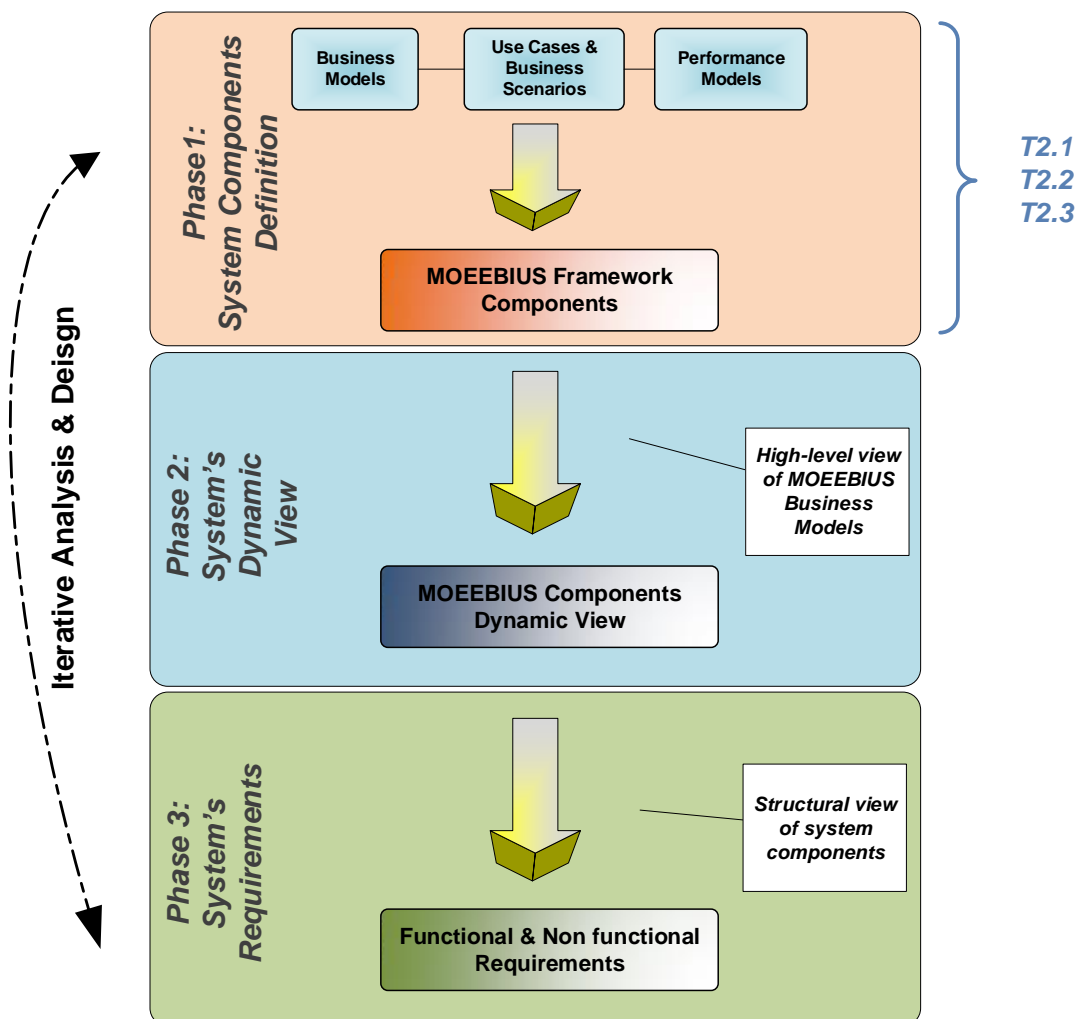 Business
Models
Use Cases &
Business
Scenarios
Performance
Models
Phase1:
System Components
Definition
MOEEBIUS Framework
Components
T2.1
T2.2
T2.3
Iterative Analysis & Deisgn
Phase 2:
System’s
Dynamic
View
High-level view
of MOEEBIUS
Business
Models
MOEEBIUS Components
Dynamic View
Phase 3:
System’s
Requirements
Structural view
of system
components
Functional & Non functional
Requirements